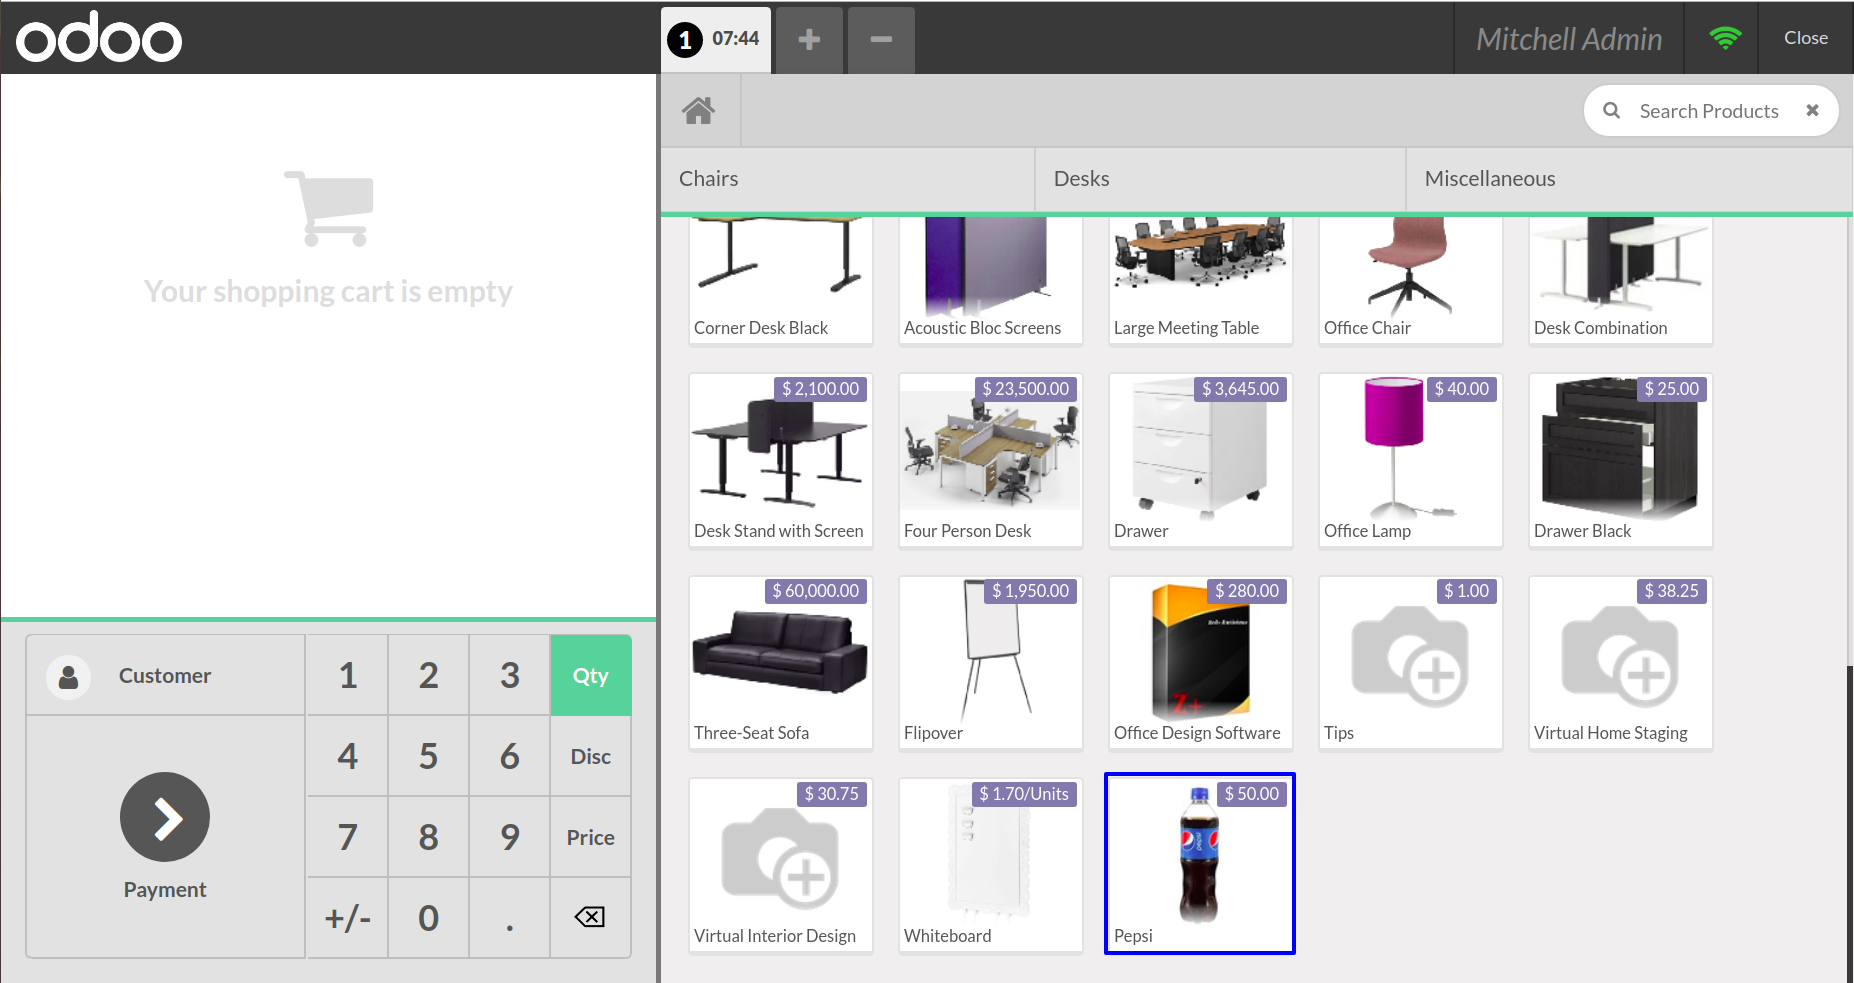 odoo
1 07:44
Mitchell Admin
Close
Search Products
Chairs
Desks
Miscellaneous
Your shopping cart is empty
Corner Desk Black
Acoustic Bloc Screens
Large Meeting Table
Office Chair
Desk Combination
$ 2,100.00
Desk Stand with Screen
$ 23,500.00
Four Person Desk
$ 3,645.00
Drawer
$ 40.00
Office Lamp
$ 25.00
Drawer Black
$ 60,000.00
Three-Seat Sofa
$ 1,950.00
Flipover
$ 280.00
Z+
Office Design Software
$ 1.00
Tips
$ 38.25
Virtual Home Staging
$ 30.75
Virtual Interior Design
$ 1.70/Units
Whiteboard
$ 50.00
pepsi
Pepsi
Customer
Payment
1 2 3 Qty
4 5 6 Disc
7 8 9 Price
+/- 0 .